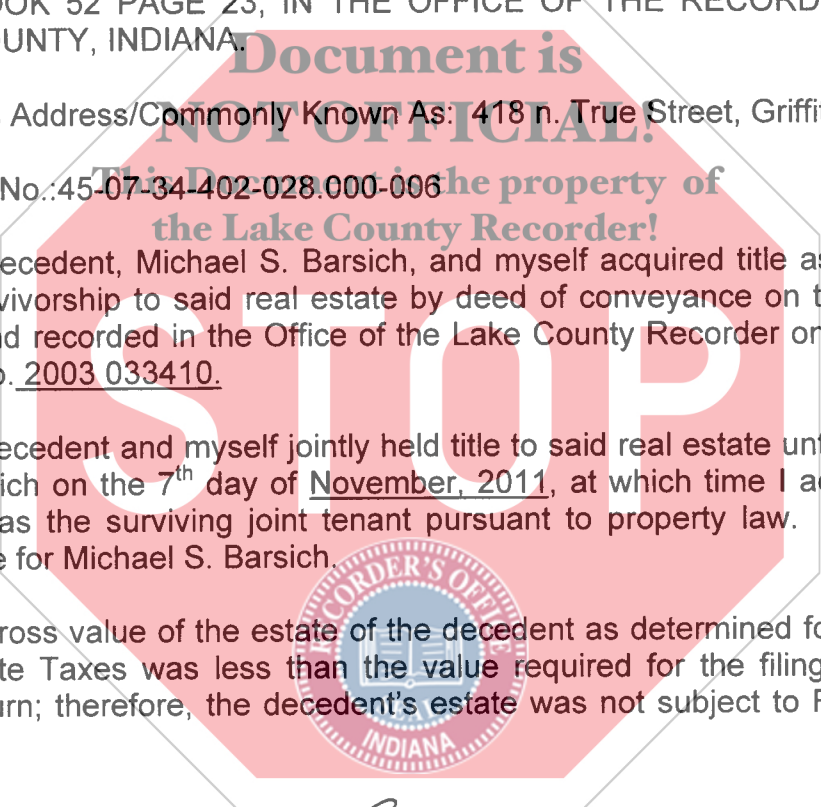 OOK 52 PAGE 23, IN THE OFFICE OF THE RECORD
OUNTY, INDIANA.
Document is
NOT OFFICIAL!
Address/Commonly Known As: 418 n. True Street, Griffit
This Document is the property of
No.:45-07-34-402-028.000-006
the Lake County Recorder!
ecedent, Michael S. Barsich, and myself acquired title as
vivorship to said real estate by deed of conveyance on t
d recorded in the Office of the Lake County Recorder on
o. 2003 033410.
STOP
ecedent and myself jointly held title to said real estate unt
ich on the 7th day of November, 2011, at which time I a
as the surviving joint tenant pursuant to property law.
e for Michael S. Barsich.
RECORDER'S OFFICE
ross value of the estate of the decedent as determined fo
te Taxes was less than the value required for the filing
urn; therefore, the decedent's estate was not subject to F
SEAL
INDIANA